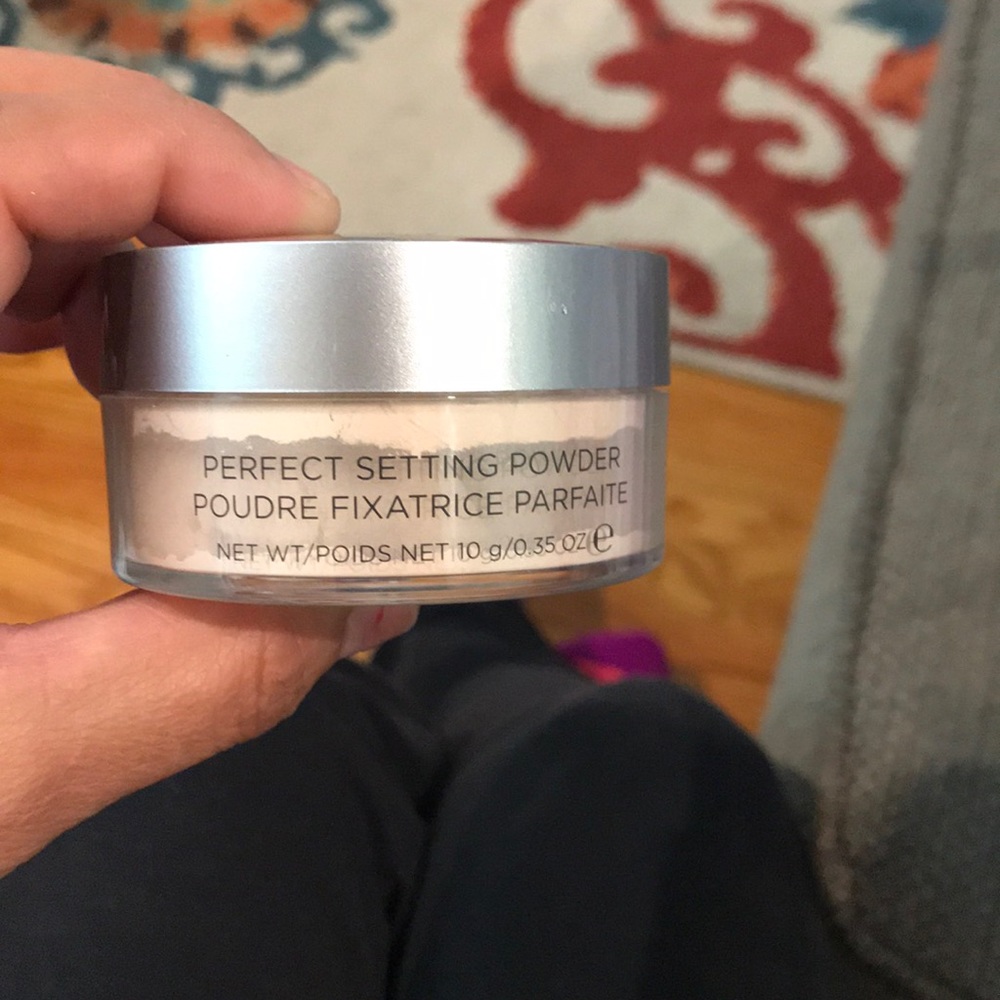 PERFECT SETTING POWDER
POUDRE FIXATRICE PARFAITE
NET WT/POIDS NET 10 g/0.35 OZ ℮